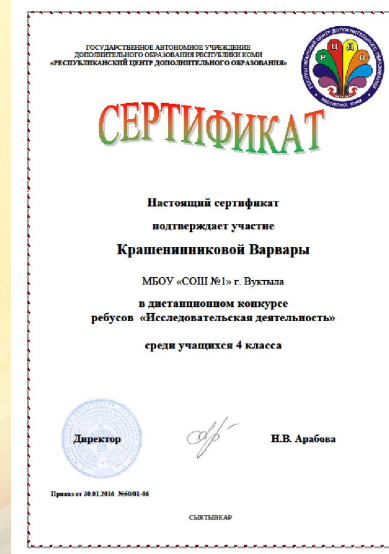 ГОСУДАРСТВЕННОЕ АВТОНОМНОЕ УЧРЕЖДЕНИЕ
ДОПОЛНИТЕЛЬНОГО ОБРАЗОВАНИЯ РЕСПУБЛИКИ КОМИ
«РЕСПУБЛИКАНСКИЙ ЦЕНТР ДОПОЛНИТЕЛЬНОГО ОБРАЗОВАНИЯ»
Р Ц Д О
СЕРТИФИКАТ
Настоящий сертификат
подтверждает участие
Крашенинниковой Варвары
МБОУ «СОШ №1» г. Вуктыла
в дистанционном конкурсе
ребусов «Исследовательская деятельность»
среди учащихся 4 класса
Директор
Н.В. Арабова
Приказ от 30.01.2016 №50/01-06
СЫКТЫВКАР